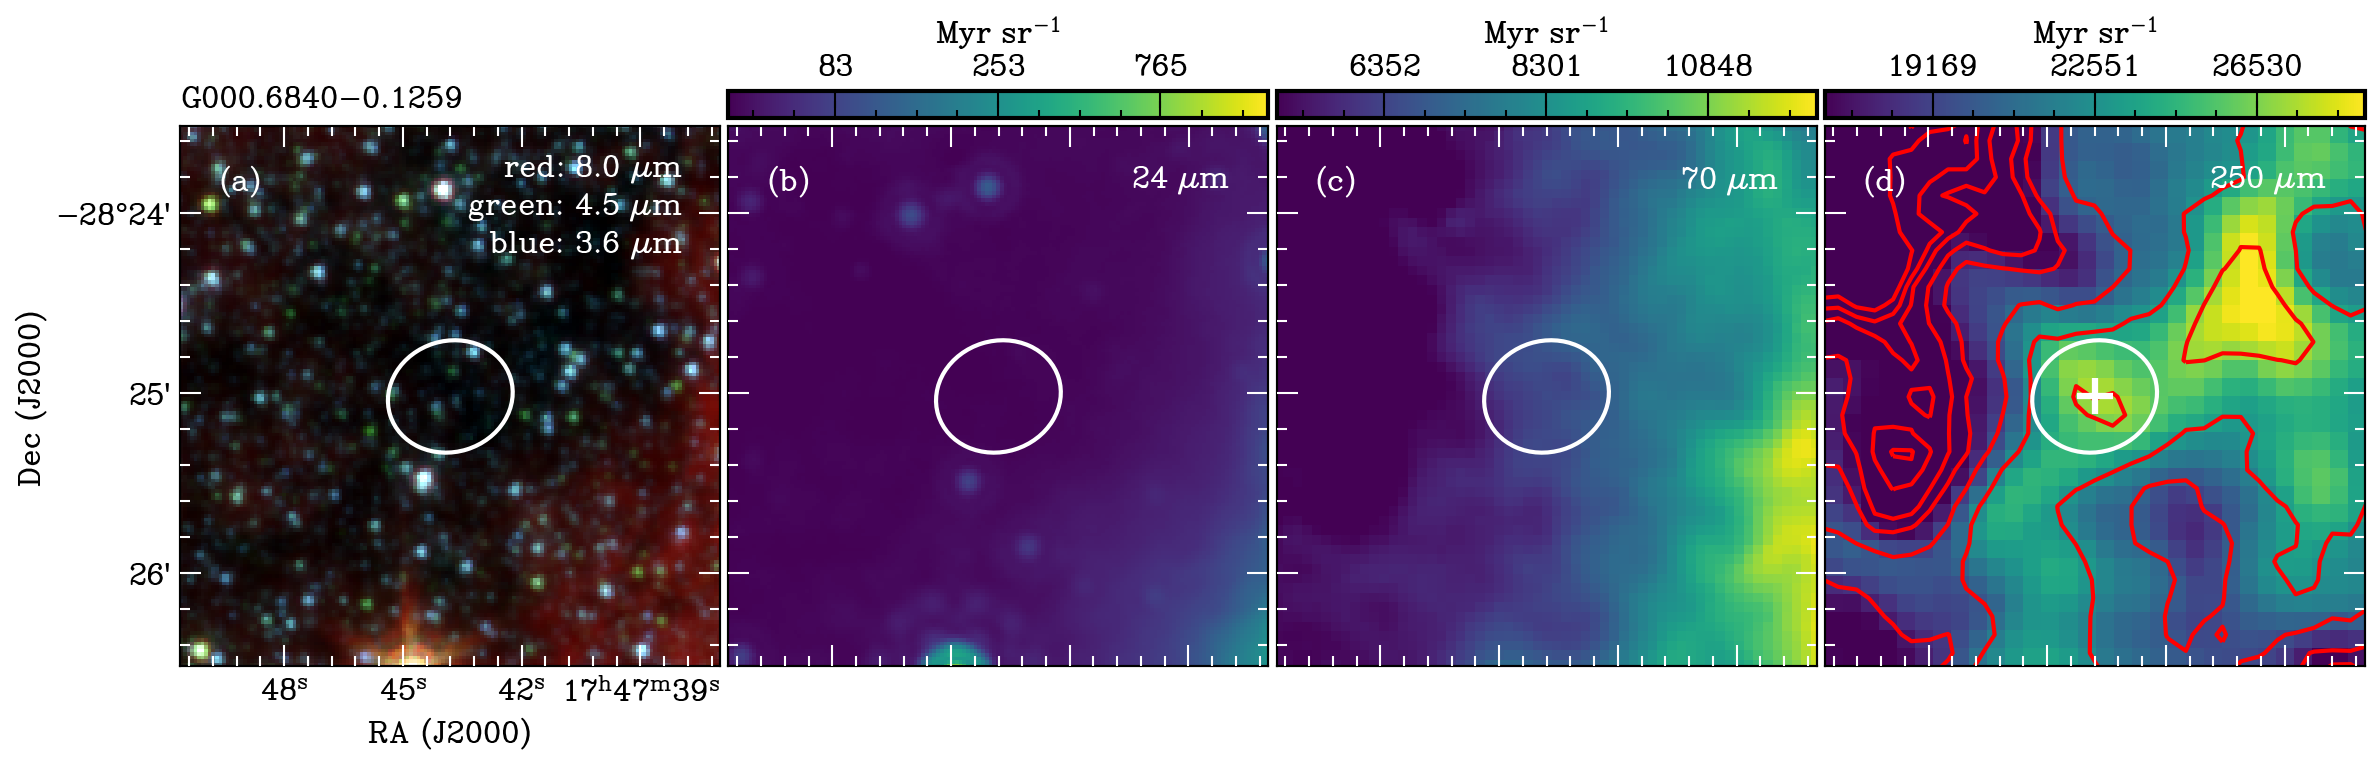 Myr sr⁻¹
Myr sr⁻¹
Myr sr⁻¹
83 253 765
6352 8301 10848
19169 22551 26530
G000.6840−0.1259
(a)
red: 8.0 μm
green: 4.5 μm
blue: 3.6 μm
(b)
24 μm
(c)
70 μm
(d)
250 μm
−28°24'
25'
26'
Dec (J2000)
48ˢ 45ˢ 42ˢ 17ʰ47ᵐ39ˢ
RA (J2000)